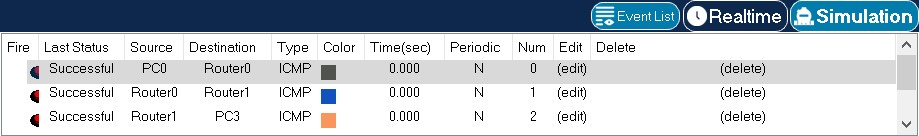 Event List Realtime Simulation
Fire Last Status Source Destination Type Color Time(sec) Periodic Num Edit Delete
Successful PC0 Router0 ICMP 0.000 N 0 (edit) (delete)
Successful Router0 Router1 ICMP 0.000 N 1 (edit) (delete)
Successful Router1 PC3 ICMP 0.000 N 2 (edit) (delete)